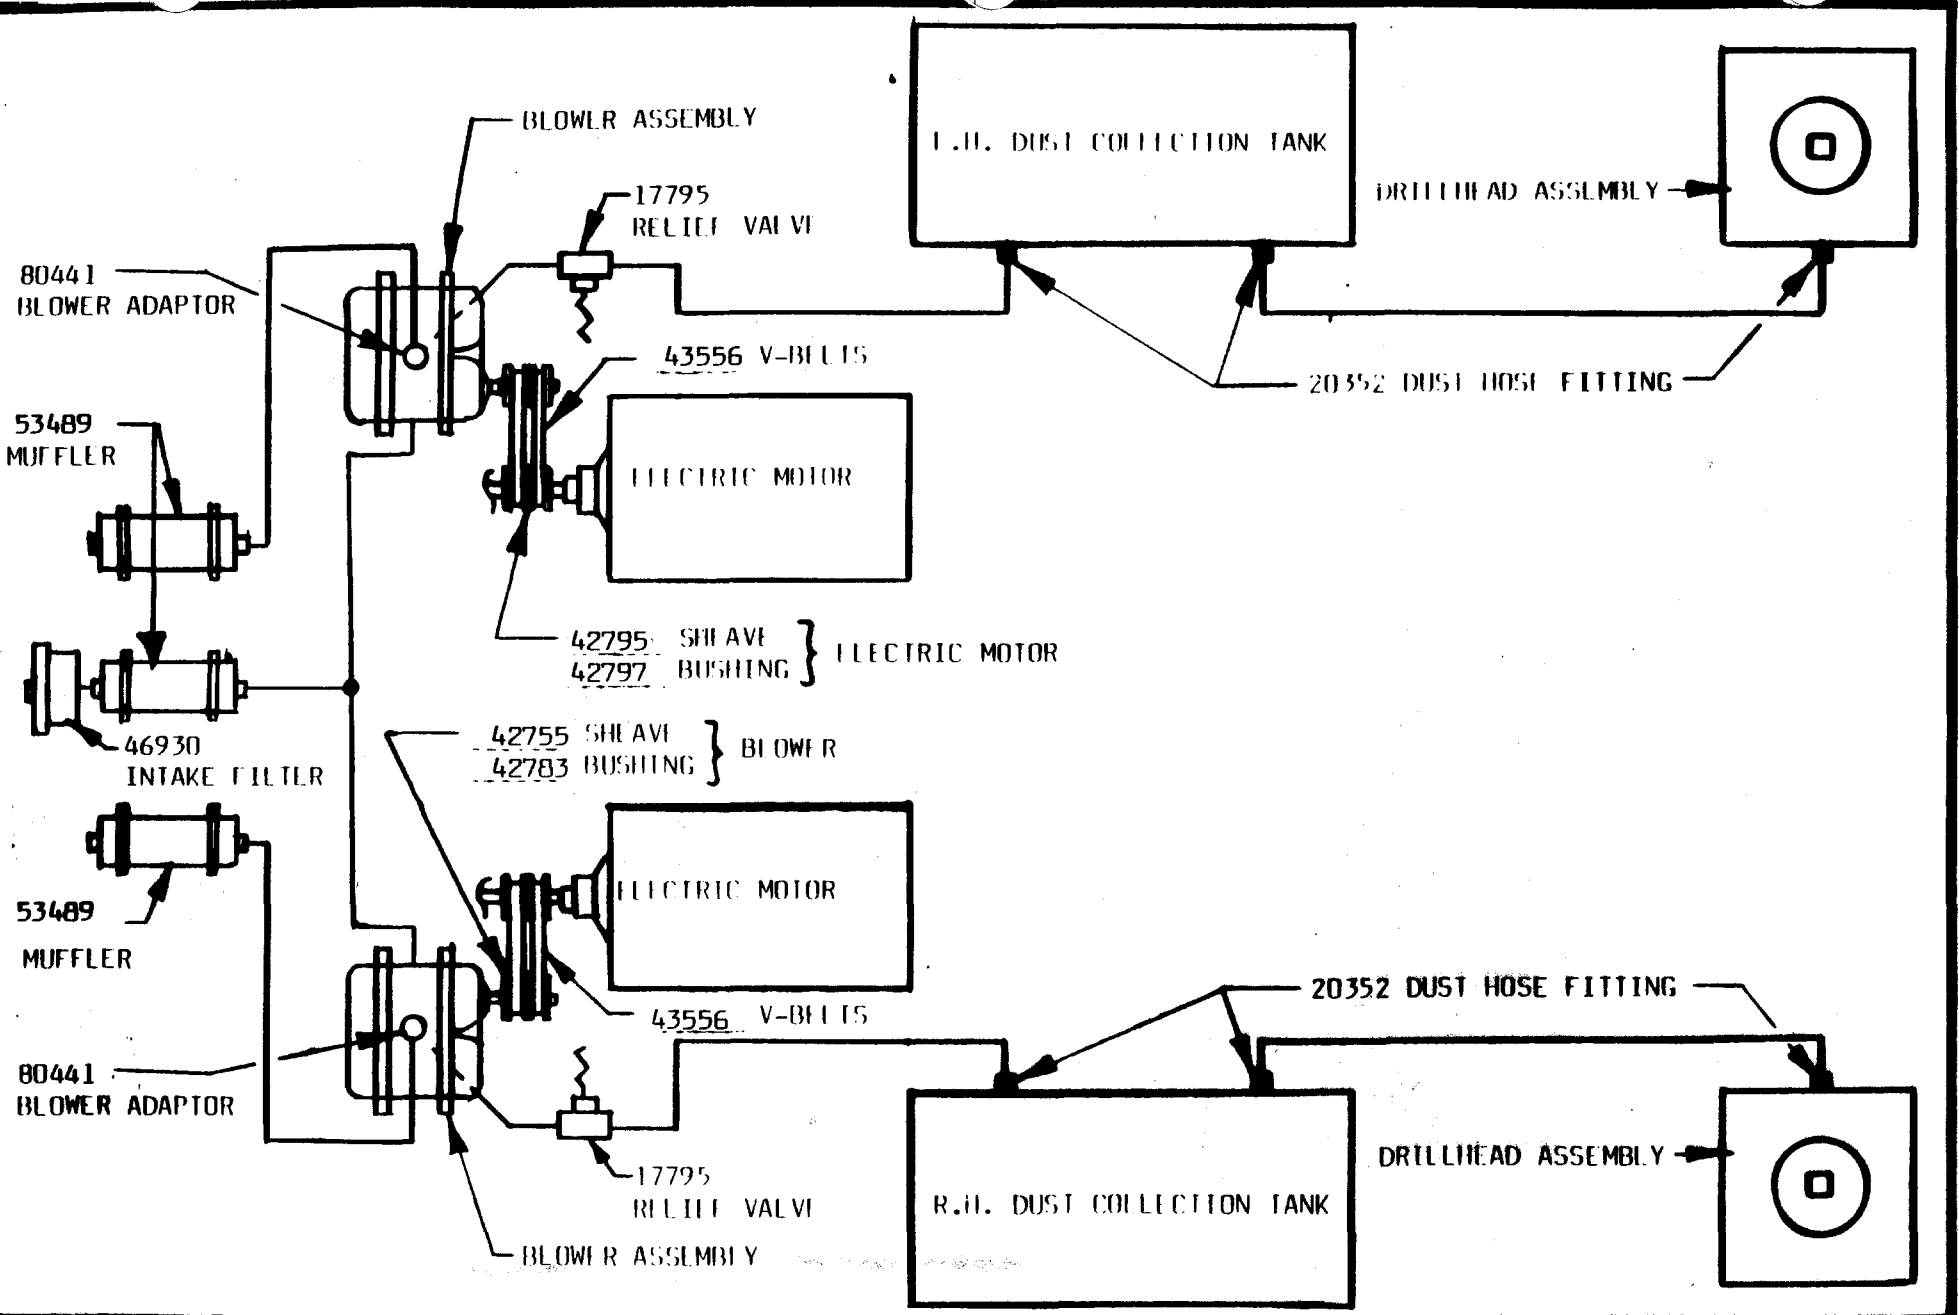 BLOWER ASSEMBLY
L.H. DUST COLLECTION TANK
17795
RELIEF VALVE
DRILLHEAD ASSEMBLY
80441
BLOWER ADAPTOR
43556 V-BELTS
20352 DUST HOSE FITTING
53489
MUFFLER
ELECTRIC MOTOR
42795 SHEAVE
42797 BUSHING
ELECTRIC MOTOR
42755 SHEAVE
42783 BUSHING
BLOWER
46930
INTAKE FILTER
ELECTRIC MOTOR
53489
MUFFLER
20352 DUST HOSE FITTING
43556 V-BELTS
80441
BLOWER ADAPTOR
DRILLHEAD ASSEMBLY
17795
RELIEF VALVE
R.H. DUST COLLECTION TANK
BLOWER ASSEMBLY